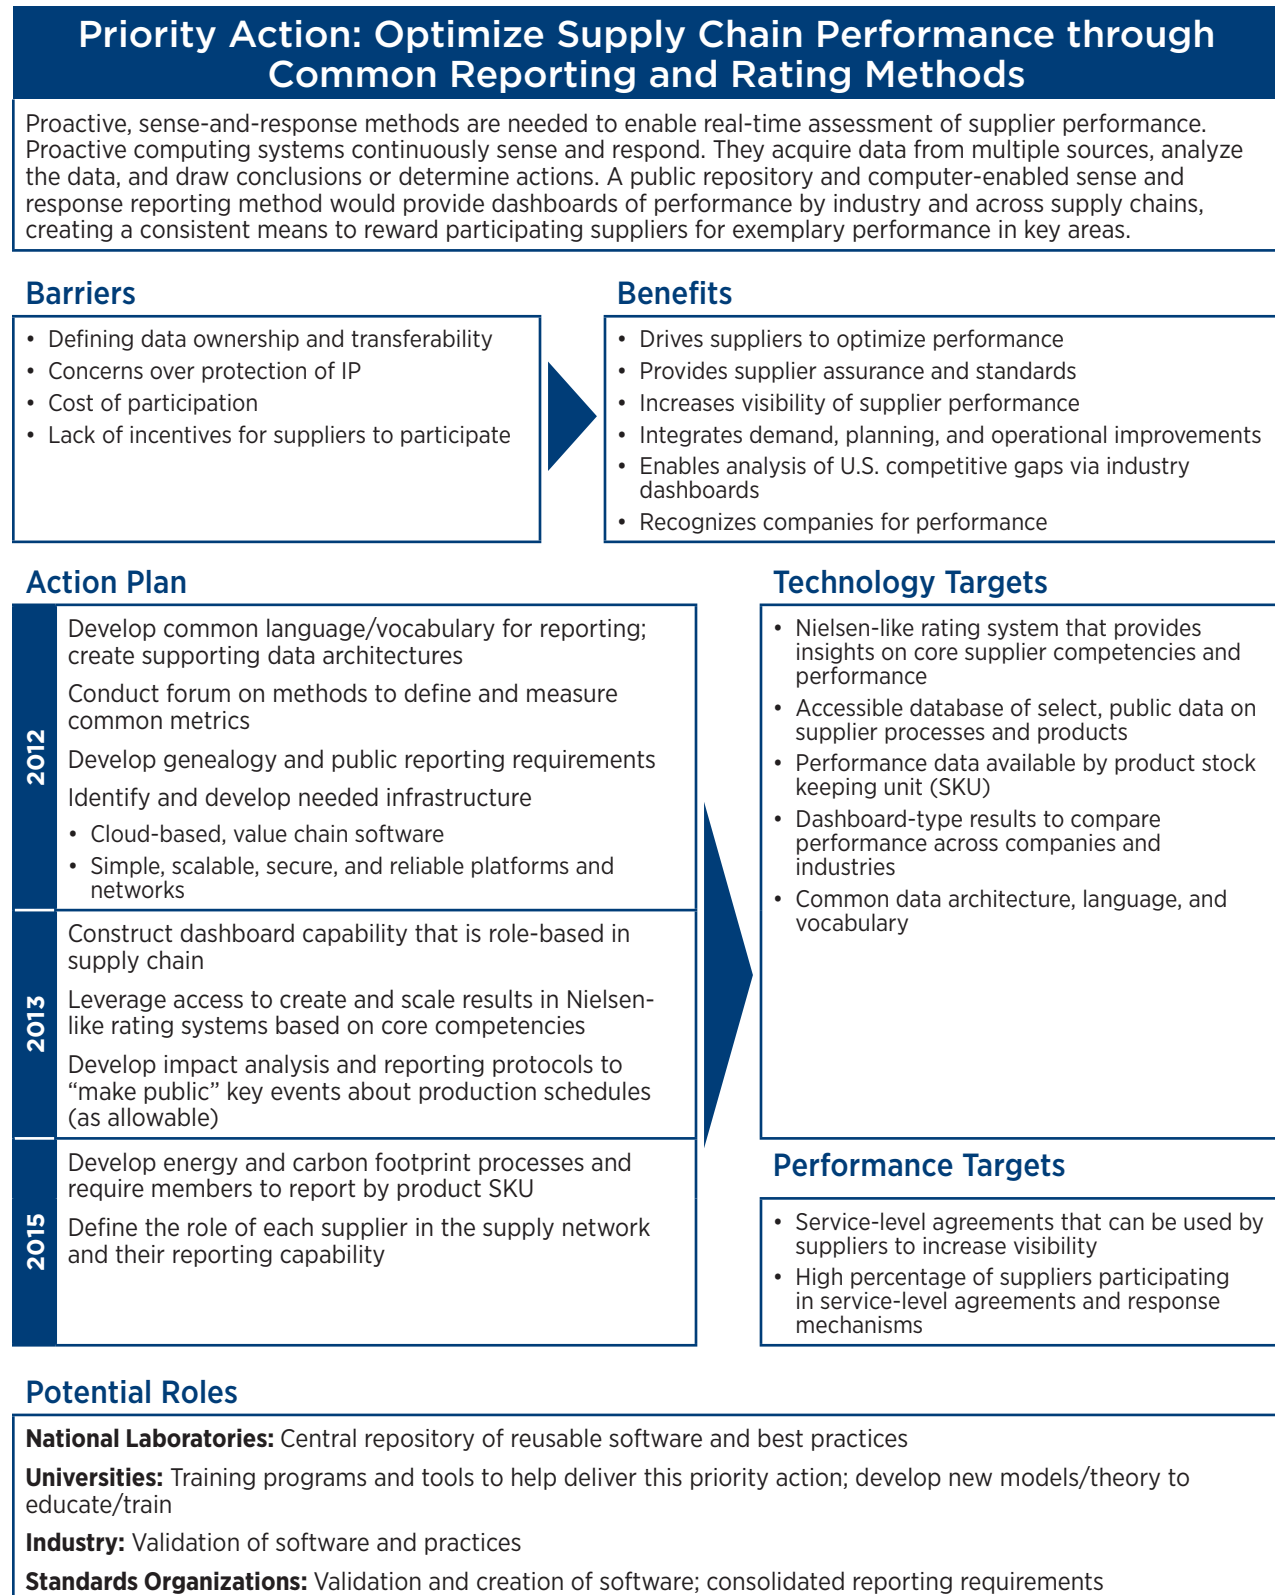 Priority Action: Optimize Supply Chain Performance through
Common Reporting and Rating Methods
Proactive, sense-and-response methods are needed to enable real-time assessment of supplier performance.
Proactive computing systems continuously sense and respond. They acquire data from multiple sources, analyze
the data, and draw conclusions or determine actions. A public repository and computer-enabled sense and
response reporting method would provide dashboards of performance by industry and across supply chains,
creating a consistent means to reward participating suppliers for exemplary performance in key areas.
Barriers
• Defining data ownership and transferability
• Concerns over protection of IP
• Cost of participation
• Lack of incentives for suppliers to participate
Benefits
• Drives suppliers to optimize performance
• Provides supplier assurance and standards
• Increases visibility of supplier performance
• Integrates demand, planning, and operational improvements
• Enables analysis of U.S. competitive gaps via industry
dashboards
• Recognizes companies for performance
Action Plan
2012
Develop common language/vocabulary for reporting;
create supporting data architectures
Conduct forum on methods to define and measure
common metrics
Develop genealogy and public reporting requirements
Identify and develop needed infrastructure
• Cloud-based, value chain software
• Simple, scalable, secure, and reliable platforms and
networks
2013
Construct dashboard capability that is role-based in
supply chain
Leverage access to create and scale results in Nielsen-
like rating systems based on core competencies
Develop impact analysis and reporting protocols to
“make public” key events about production schedules
(as allowable)
2015
Develop energy and carbon footprint processes and
require members to report by product SKU
Define the role of each supplier in the supply network
and their reporting capability
Technology Targets
• Nielsen-like rating system that provides
insights on core supplier competencies and
performance
• Accessible database of select, public data on
supplier processes and products
• Performance data available by product stock
keeping unit (SKU)
• Dashboard-type results to compare
performance across companies and
industries
• Common data architecture, language, and
vocabulary
Performance Targets
• Service-level agreements that can be used by
suppliers to increase visibility
• High percentage of suppliers participating
in service-level agreements and response
mechanisms
Potential Roles
National Laboratories: Central repository of reusable software and best practices
Universities: Training programs and tools to help deliver this priority action; develop new models/theory to
educate/train
Industry: Validation of software and practices
Standards Organizations: Validation and creation of software; consolidated reporting requirements